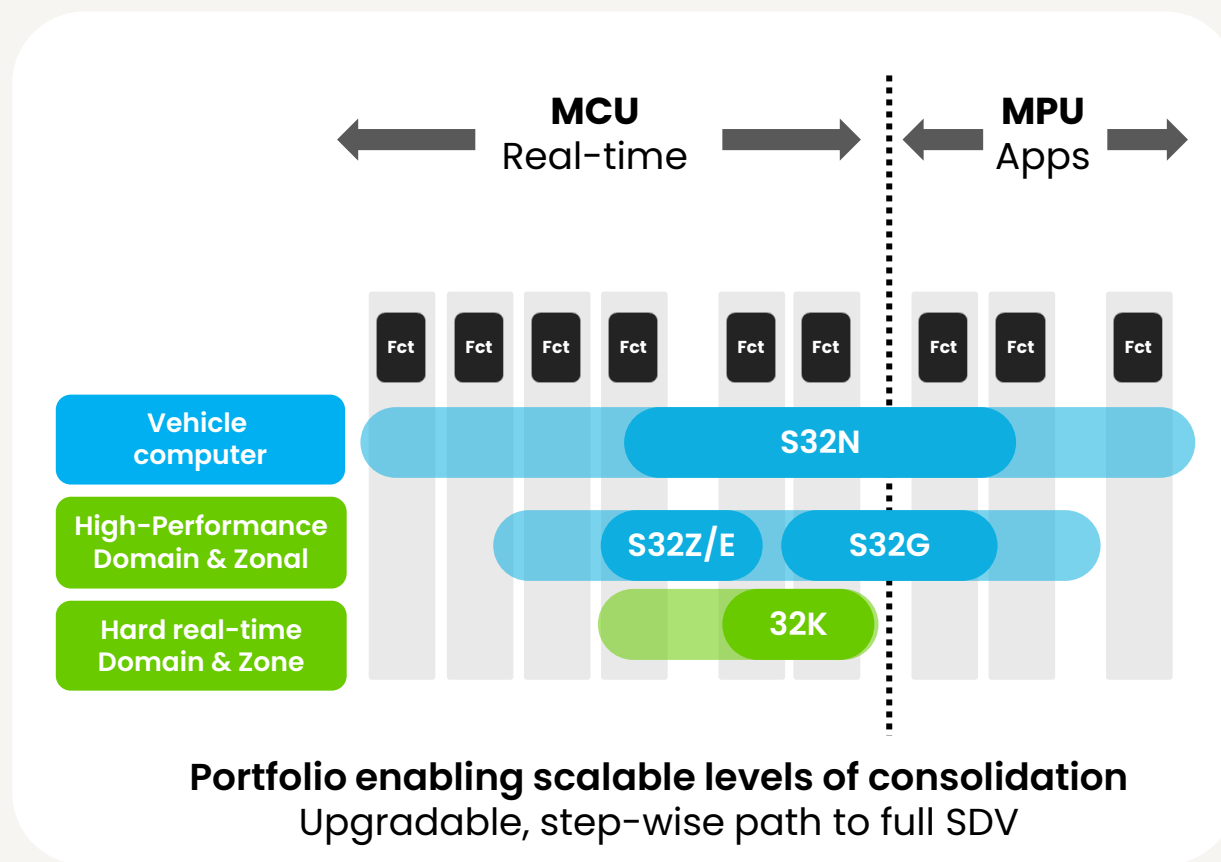 MCU
Real-time
MPU
Apps
Fct
Fct
Fct
Fct
Fct
Fct
Fct
Fct
Fct
Vehicle
computer
S32N
High-Performance
Domain & Zonal
S32Z/E
S32G
Hard real-time
Domain & Zone
32K
Portfolio enabling scalable levels of consolidation
Upgradable, step-wise path to full SDV